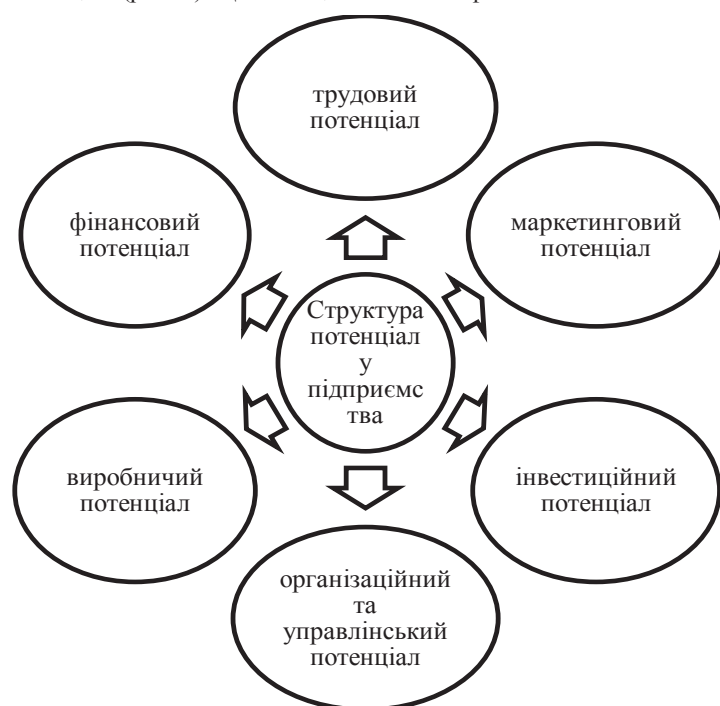 трудовий
потенціал
фінансовий
потенціал
маркетинговий
потенціал
Структура
потенціал
у
підприємс
тва
виробничий
потенціал
інвестиційний
потенціал
організаційний
та
управлінський
потенціал